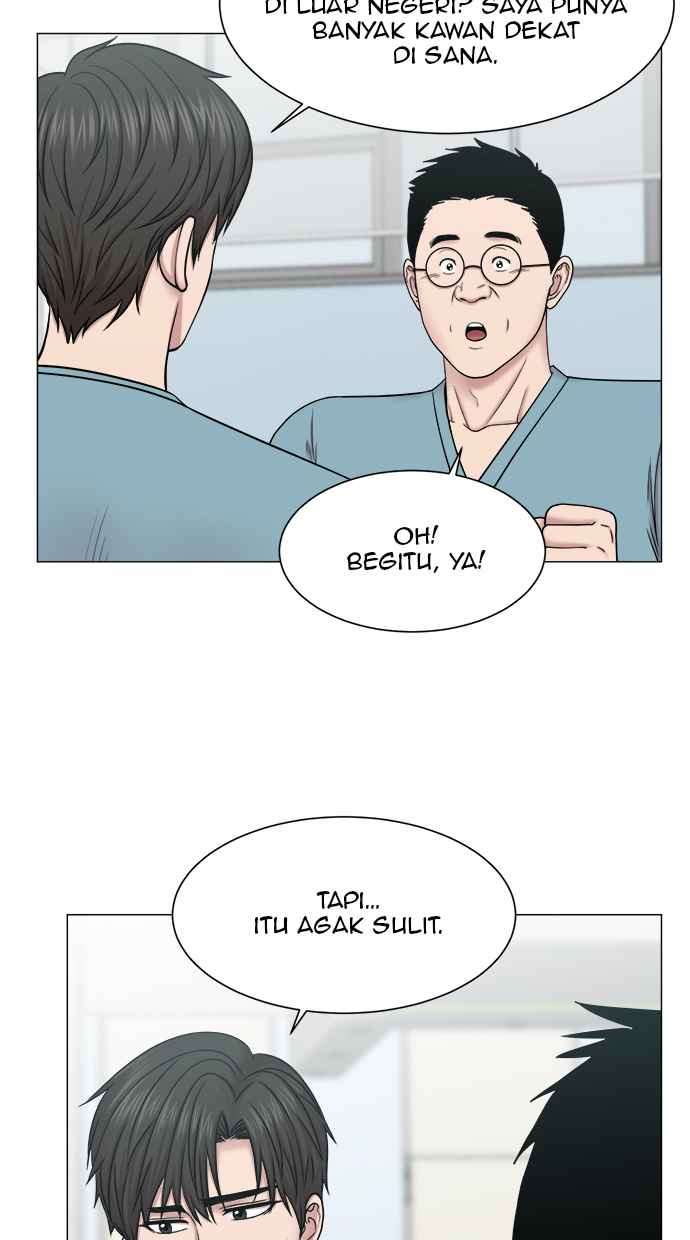 DI LUAR NEGERI? SAYA PUNYA
BANYAK KAWAN DEKAT
DI SANA.
OH!
BEGITU, YA!
TAPI...
ITU AGAK SULIT.